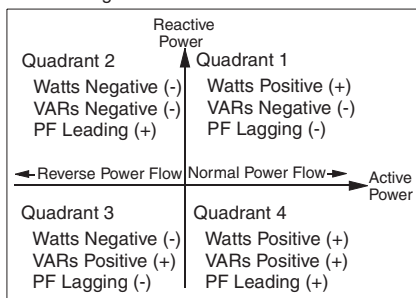 Reactive
Power
Quadrant 2
Watts Negative (-)
VARs Negative (-)
PF Leading (+)
Quadrant 1
Watts Positive (+)
VARs Negative (-)
PF Lagging (-)
Reverse Power Flow
Normal Power Flow
Active
Power
Quadrant 3
Watts Negative (-)
VARs Positive (+)
PF Lagging (-)
Quadrant 4
Watts Positive (+)
VARs Positive (+)
PF Leading (+)